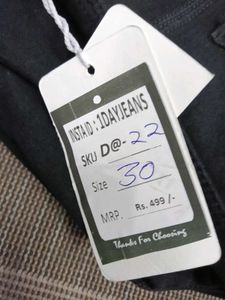 INSTA ID : 1DAYJEANS
SKU D@-22
Size 30
MRP. Rs. 499 /-
Thanks For Choosing